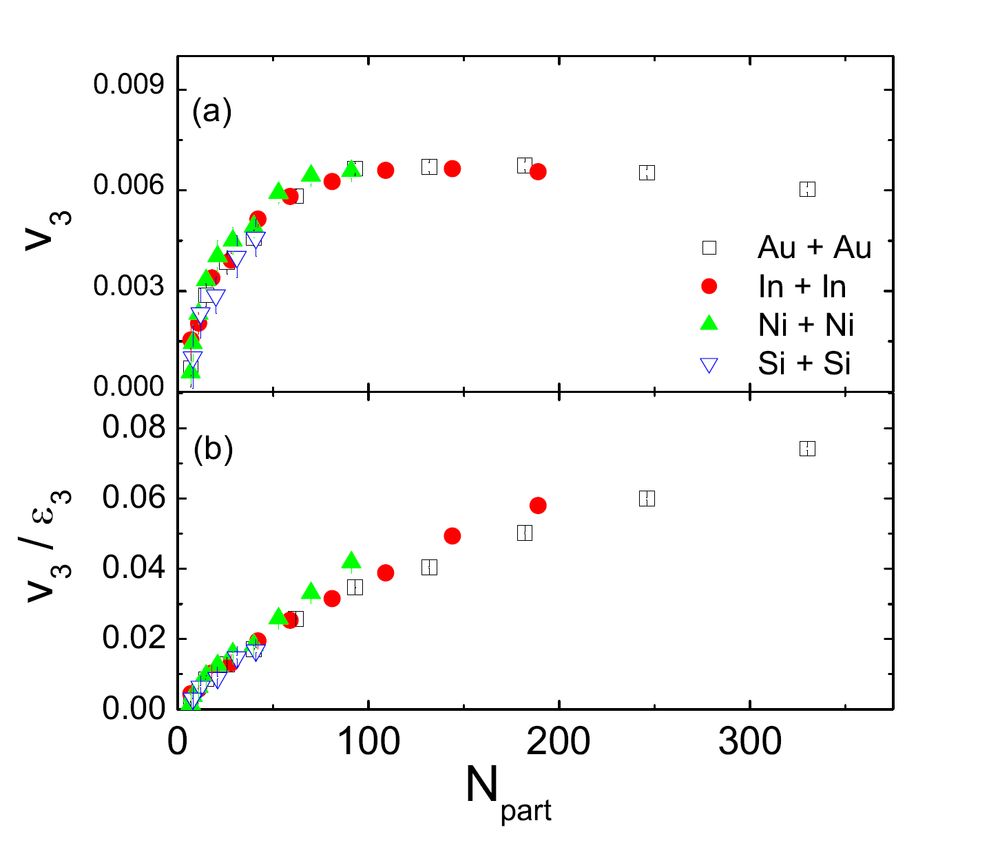 0.009
(a)
0.006
v3
0.003
0.000
Au + Au
In + In
Ni + Ni
Si + Si
0.08
(b)
0.06
v3 / ε3
0.04
0.02
0.00
0 100 200 300
Npart